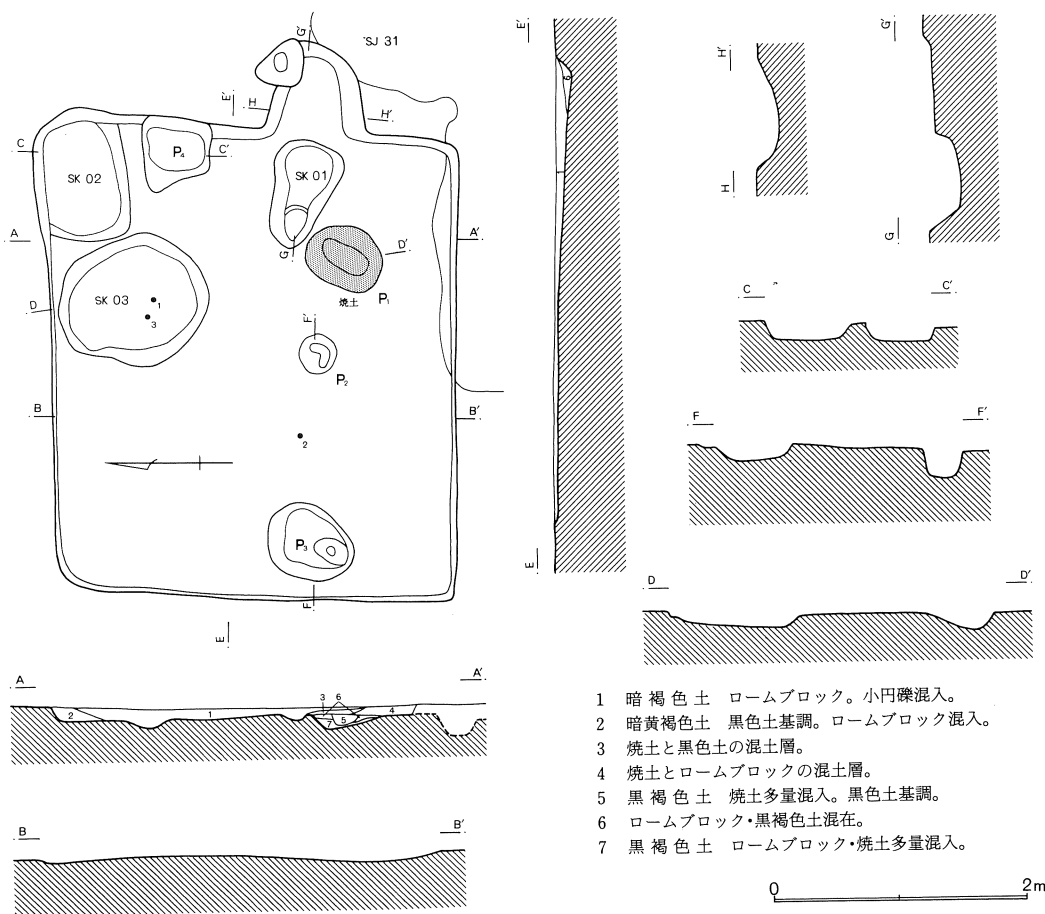 SJ 31
G′
E′
H
H′
C
P4
C′
SK 01
SK 02
A
A′
G
D′
焼土
P1
D
SK 03
1
3
F′
P2
B
B′
2
P3
F
E
E′
6
1
E
H′
H
G′
G
C
C′
F
F′
D
D′
A
A′
2
1
3
6
7
5
4
B
B′
1 暗褐色土 ロームブロック。小円礫混入。
2 暗黄褐色土 黒色土基調。ロームブロック混入。
3 焼土と黒色土の混土層。
4 焼土とロームブロックの混土層。
5 黒褐色土 焼土多量混入。黒色土基調。
6 ロームブロック・黒褐色土混在。
7 黒褐色土 ロームブロック・焼土多量混入。
0 2m